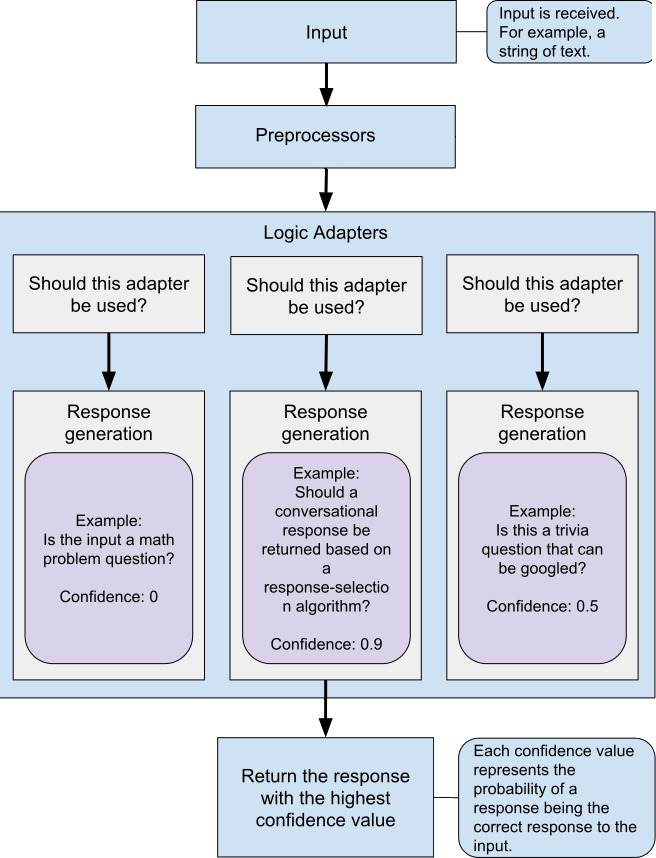 Input
Input is received.
For example, a
string of text.
Preprocessors
Logic Adapters
Should this adapter
be used?
Should this adapter
be used?
Should this adapter
be used?
Response
generation
Example:
Is the input a math
problem question?
Confidence: 0
Response
generation
Example:
Should a
conversational
response be
returned based on
a
response-selectio
n algorithm?
Confidence: 0.9
Response
generation
Example:
Is this a trivia
question that can
be googled?
Confidence: 0.5
Return the response
with the highest
confidence value
Each confidence value
represents the
probability of a
response being the
correct response to the
input.